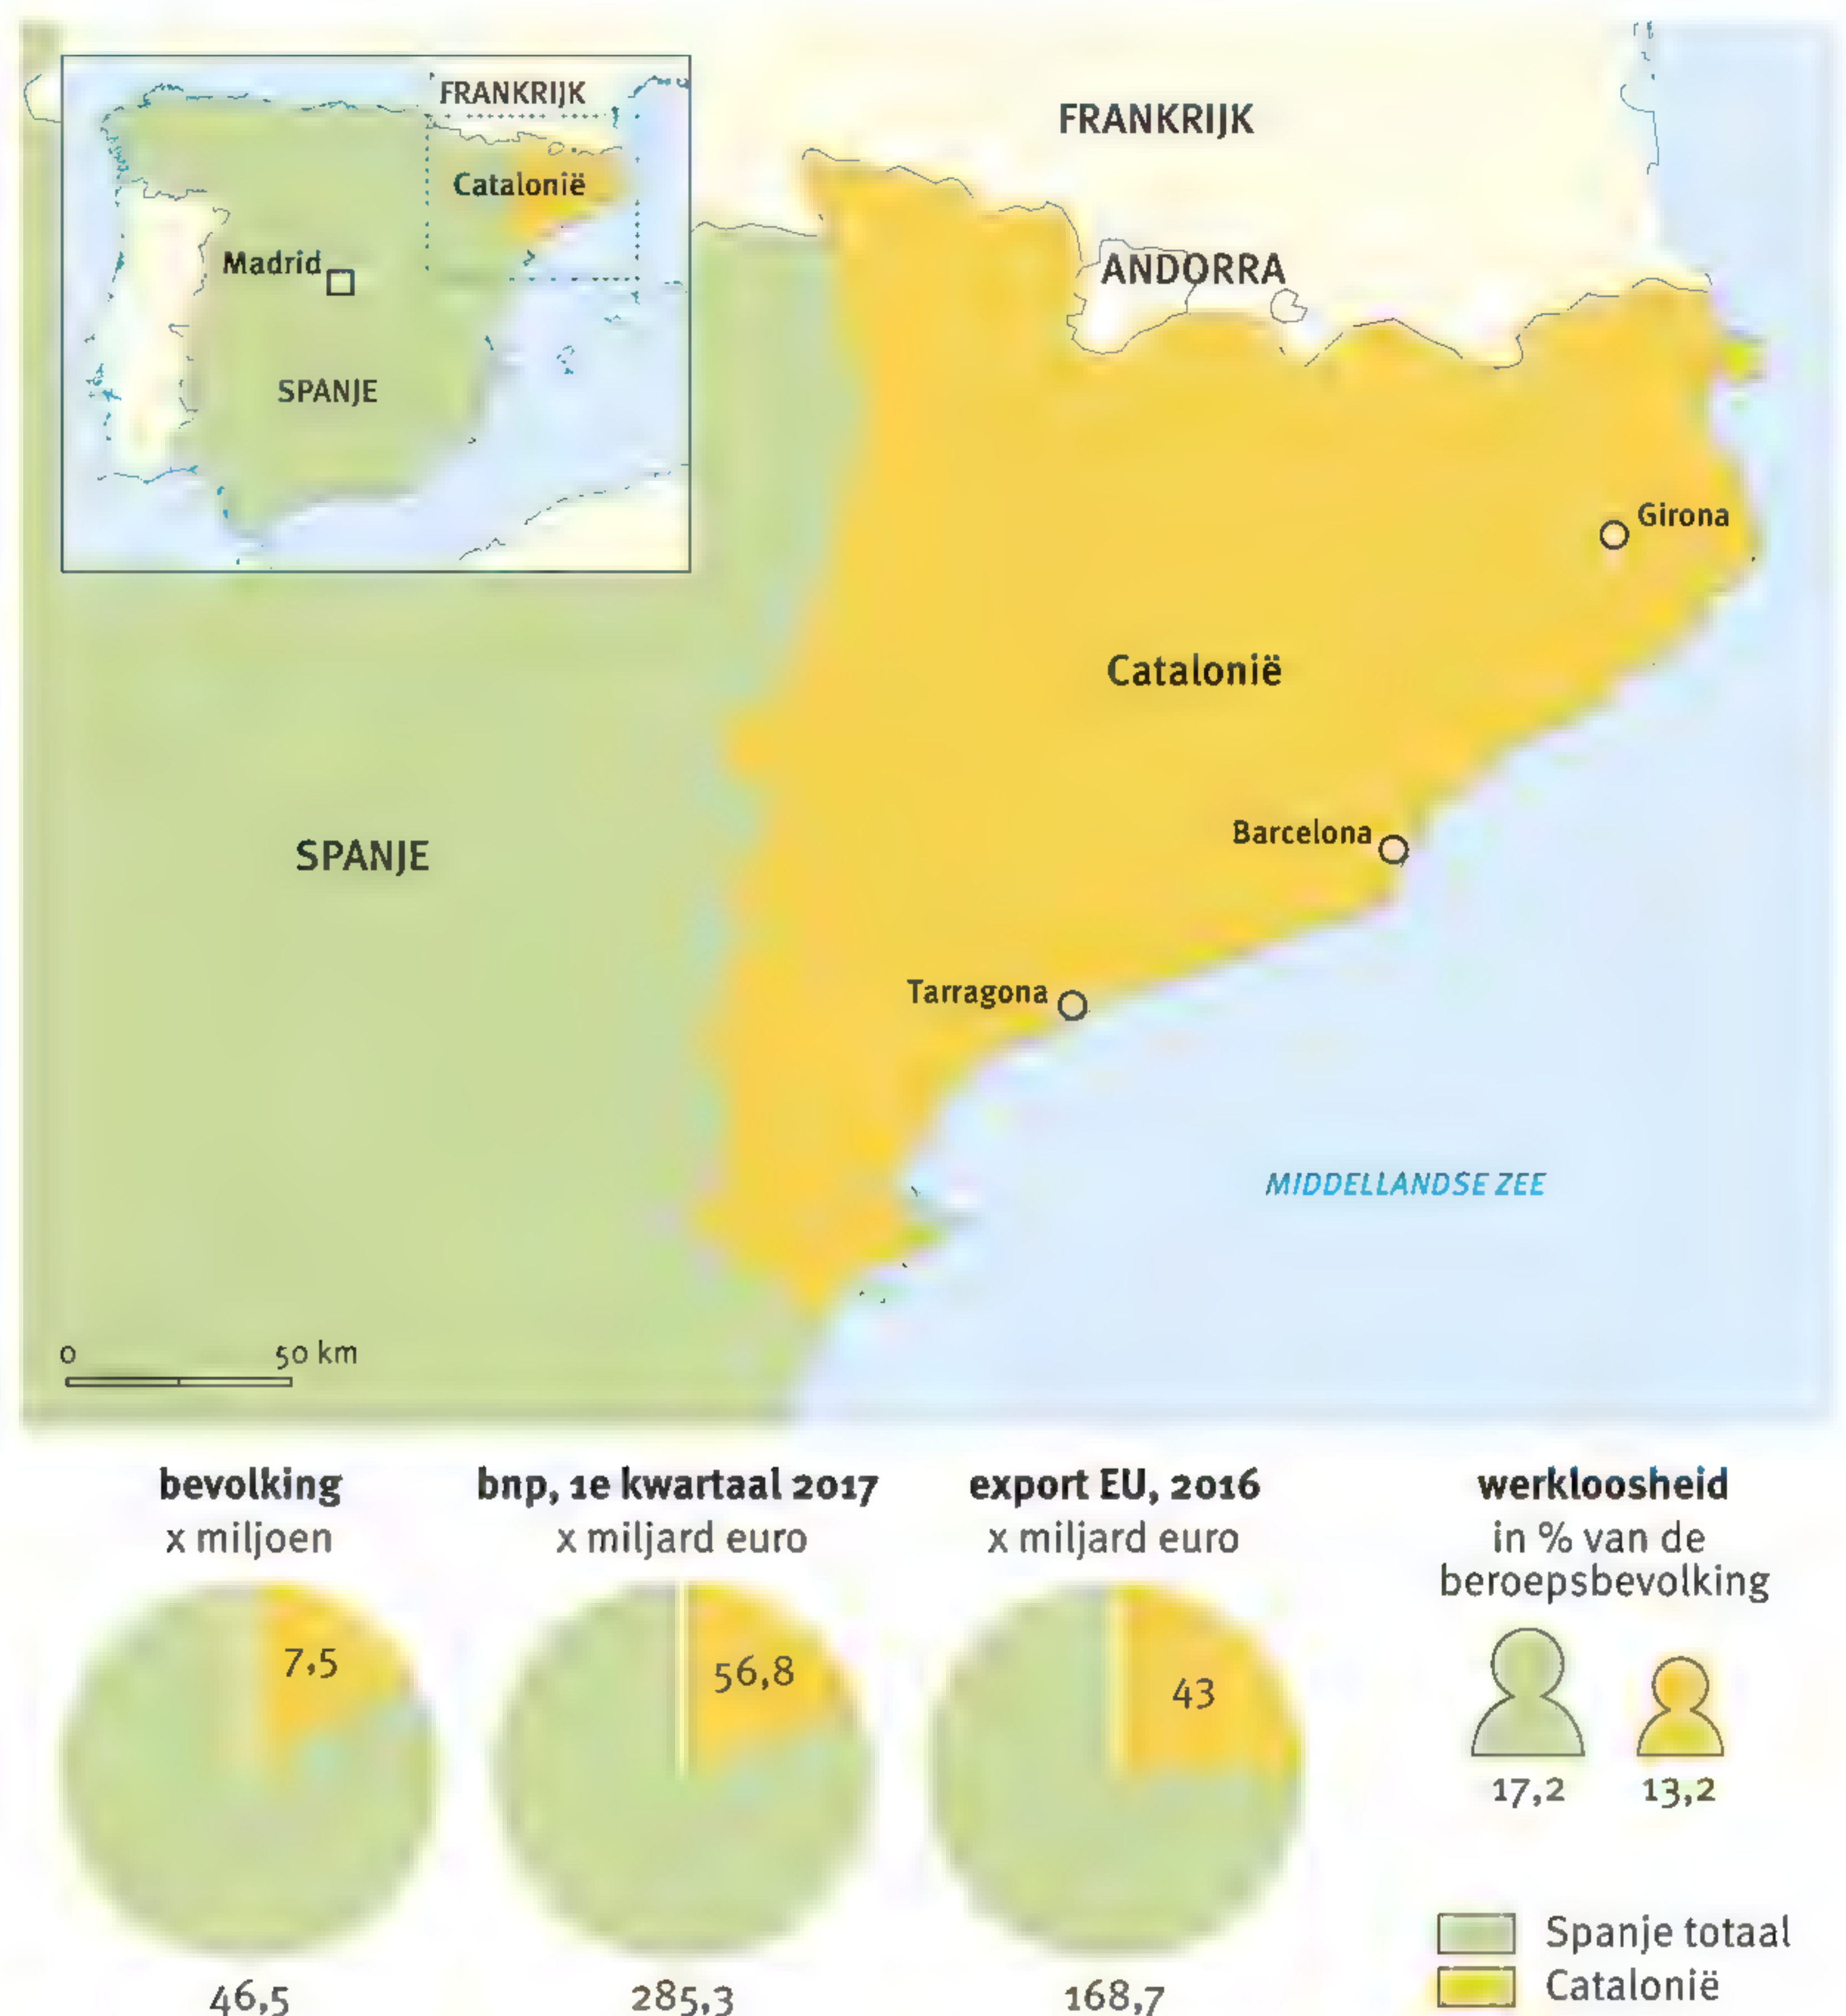 FRANKRIJK
Catalonië
Madrid
SPANJE
FRANKRIJK
ANDORRA
Girona
Catalonië
Barcelona
SPANJE
Tarragona
MIDDELLANDSE ZEE
0 50 km
bevolking
x miljoen
7,5
46,5
bnp, 1e kwartaal 2017
x miljard euro
56,8
285,3
export EU, 2016
x miljard euro
43
168,7
werkloosheid
in % van de
beroepsbevolking
17,2 13,2
Spanje totaal
Catalonië